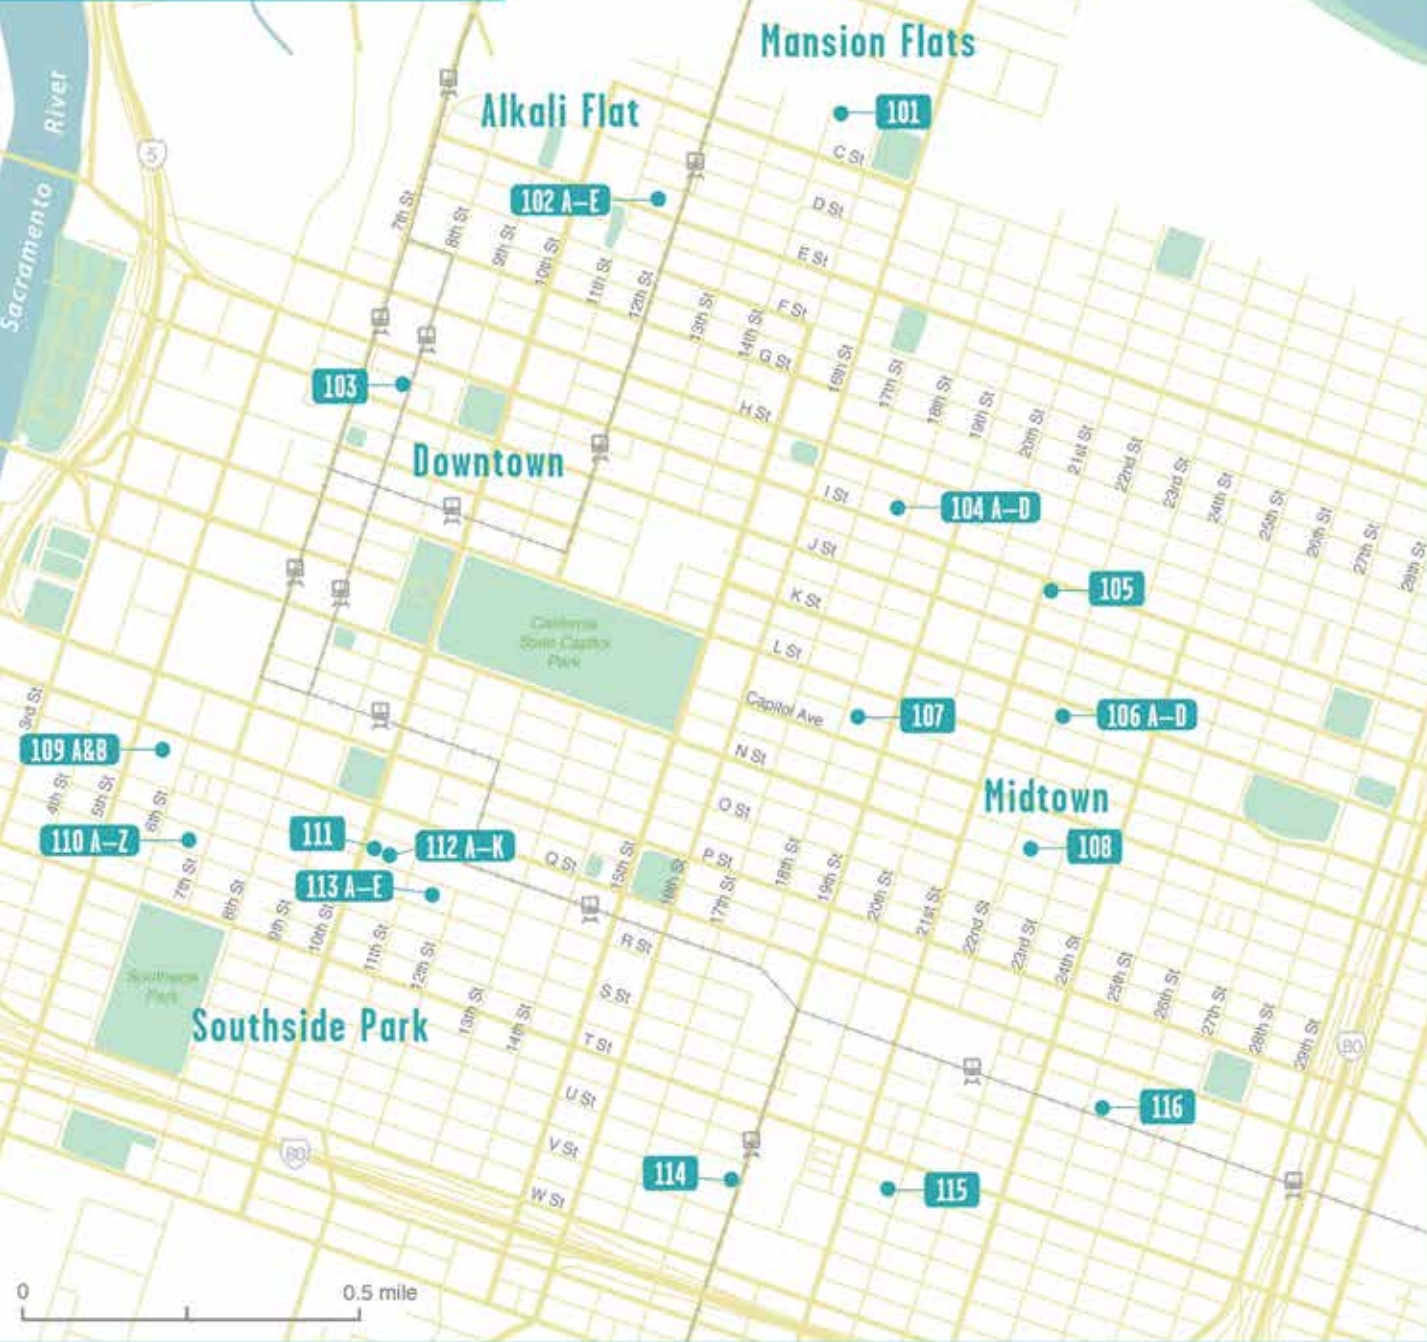 Mansion Flats
Alkali Flat
101
River
5
C St
102 A–E
D St
Sacramento
7th St
8th St
9th St
10th St
11th St
12th St
E St
13th St
14th St
F St
G St
16th St
17th St
18th St
19th St
20th St
21st St
22nd St
23rd St
24th St
25th St
26th St
27th St
28th St
103
H St
Downtown
I St
104 A–D
J St
105
K St
California
State Capitol
Park
L St
Capitol Ave
107
106 A–D
3rd St
109 A&B
N St
4th St
5th St
6th St
Midtown
O St
110 A–Z
111
112 A–K
108
7th St
8th St
9th St
10th St
11th St
12th St
13th St
14th St
113 A–E
Q St
15th St
16th St
P St
17th St
18th St
19th St
20th St
21st St
22nd St
23rd St
24th St
25th St
26th St
27th St
28th St
29th St
R St
Southside
Park
S St
Southside Park
T St
80
U St
116
V St
80
114
115
W St
0
0.5 mile